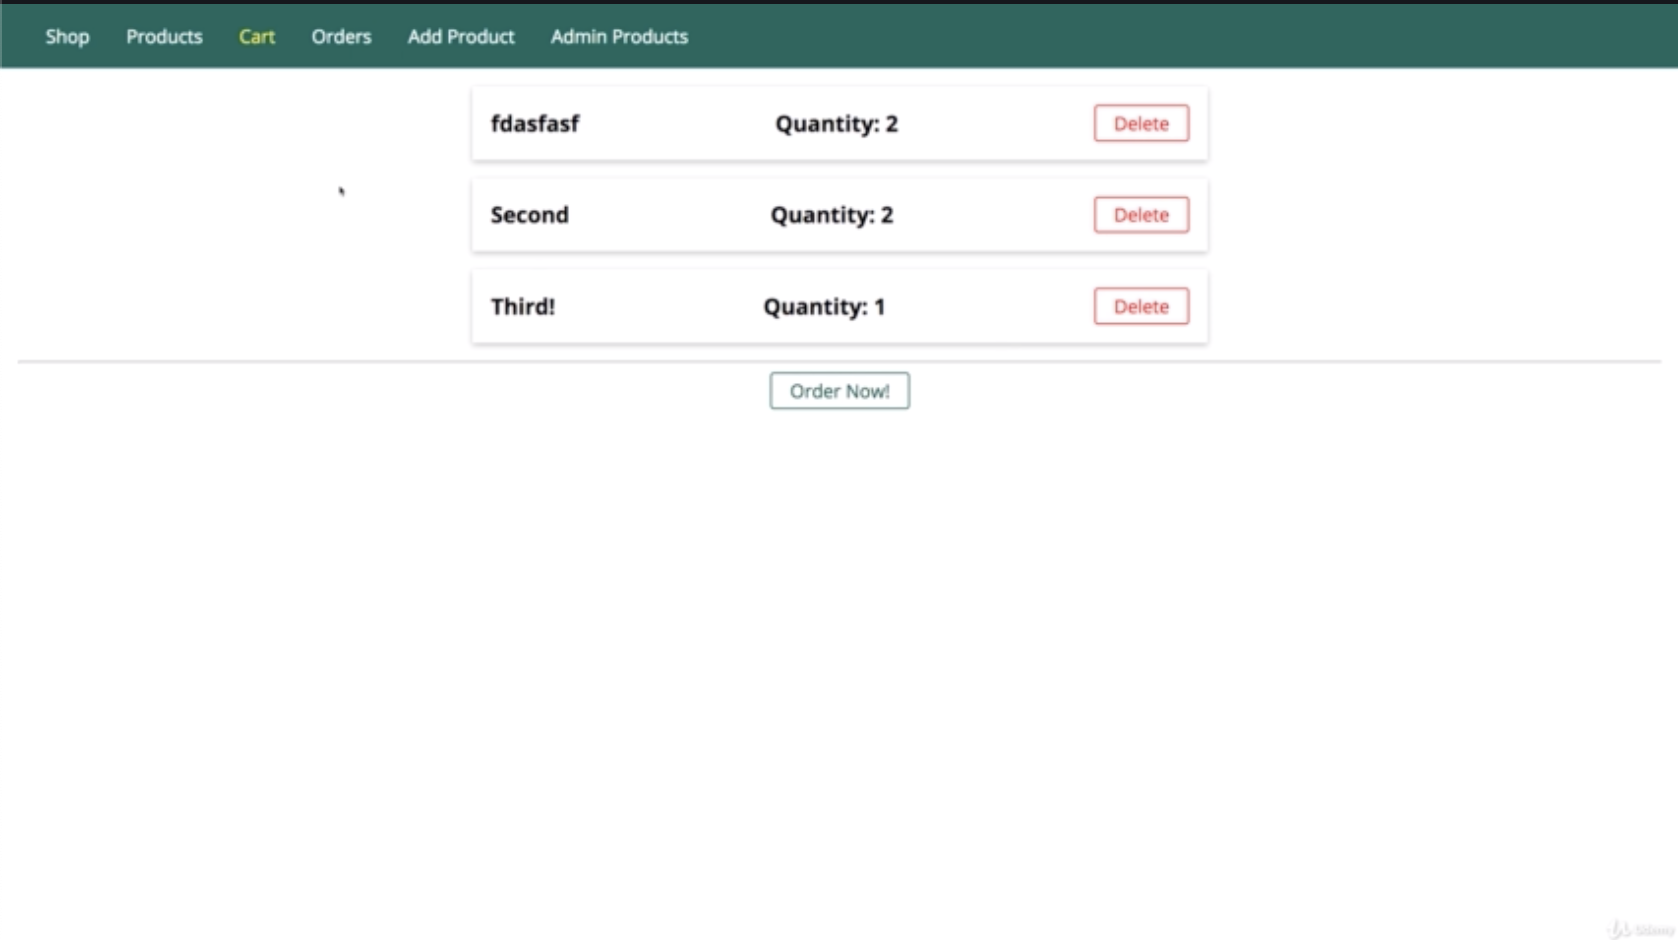 Shop Products Cart Orders Add Product Admin Products
fdasfasf Quantity: 2 Delete
Second Quantity: 2 Delete
Third! Quantity: 1 Delete
Order Now!
Udemy